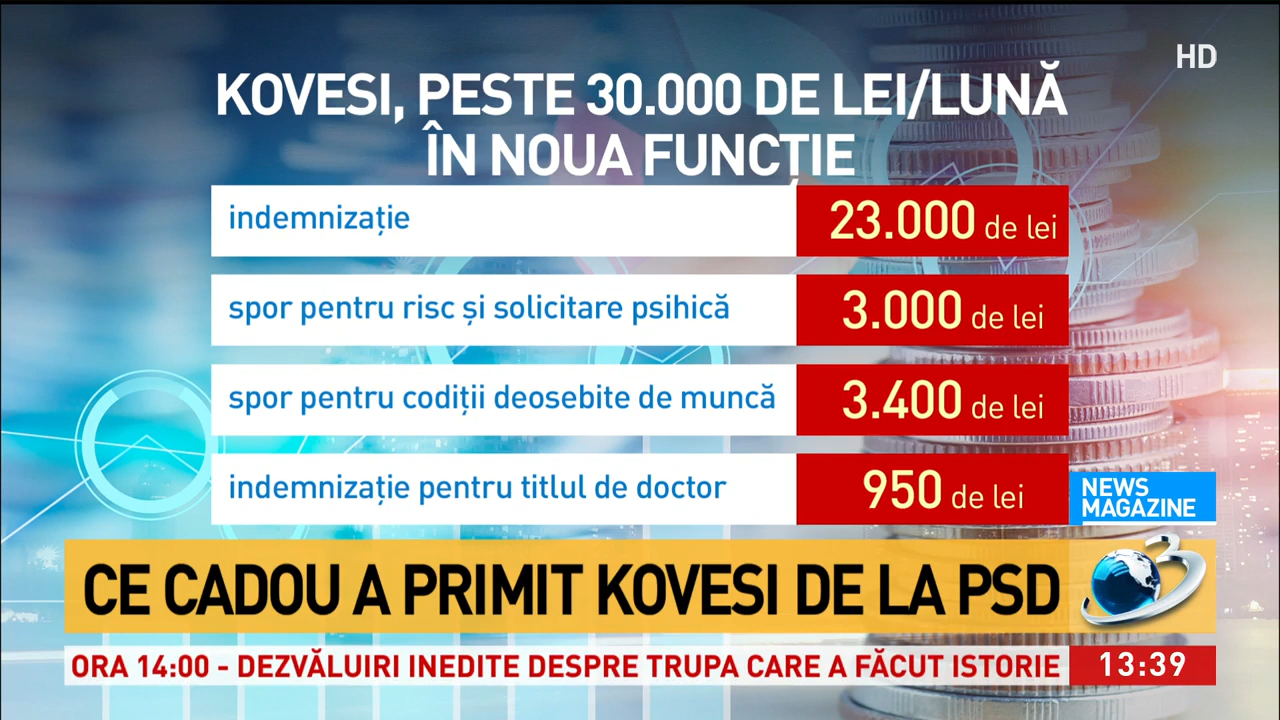 HD
KOVESI, PESTE 30.000 DE LEI/LUNĂ
ÎN NOUA FUNCȚIE
indemnizație 23.000 de lei
spor pentru risc și solicitare psihică 3.000 de lei
spor pentru codiții deosebite de muncă 3.400 de lei
indemnizație pentru titlul de doctor 950 de lei
NEWS
MAGAZINE
CE CADOU A PRIMIT KOVESI DE LA PSD
3
ORA 14:00 - DEZVĂLUIRI INEDITE DESPRE TRUPA CARE A FĂCUT ISTORIE 13:39